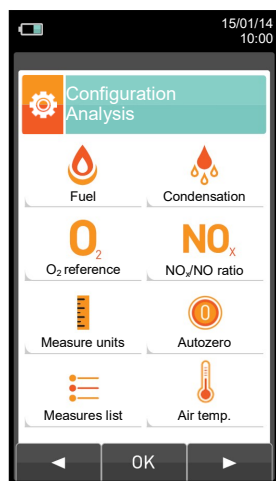 15/01/14
10:00
Configuration
Analysis
Fuel
Condensation
O2
NOX
O2 reference
NOx/NO ratio
0
Measure units
Autozero
Measures list
Air temp.
◄ OK ►